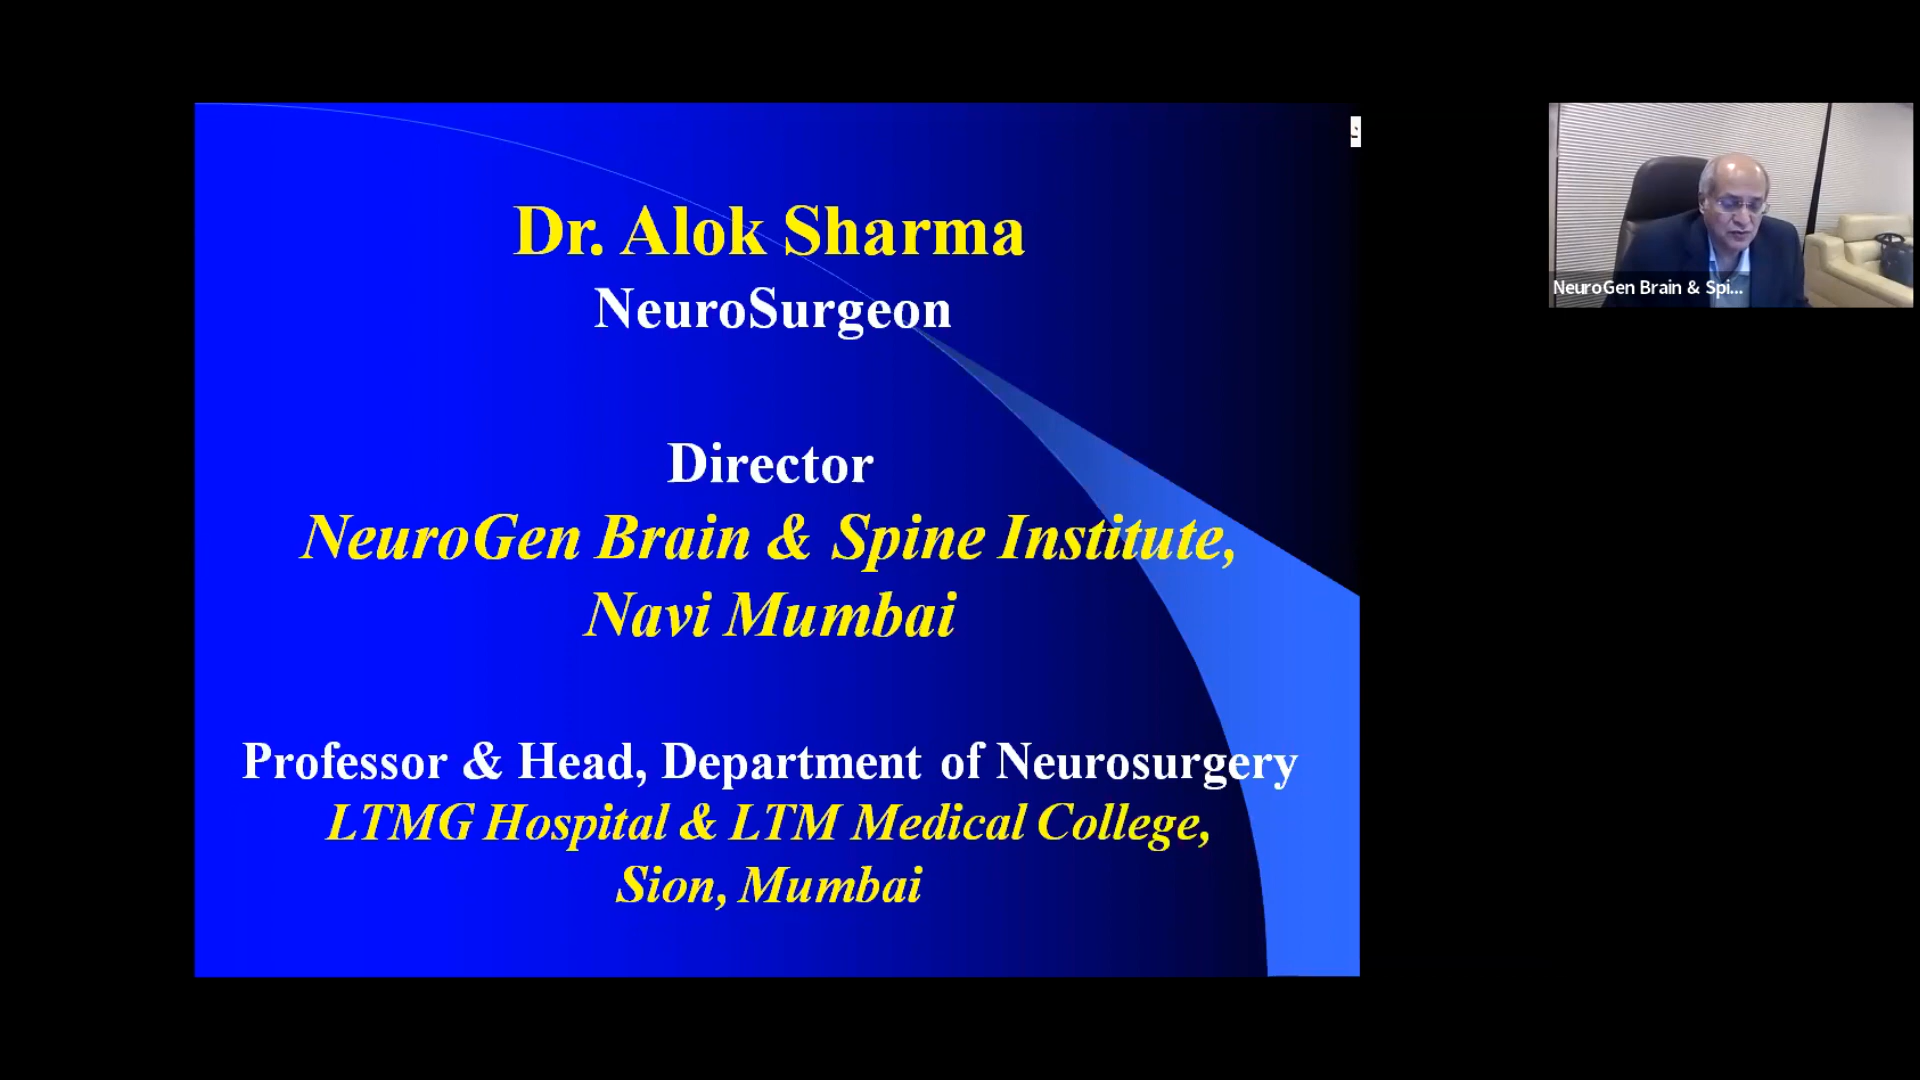 Dr. Alok Sharma
NeuroSurgeon
Director
NeuroGen Brain & Spine Institute,
Navi Mumbai
Professor & Head, Department of Neurosurgery
LTMG Hospital & LTM Medical College,
Sion, Mumbai
NeuroGen Brain & Spi...